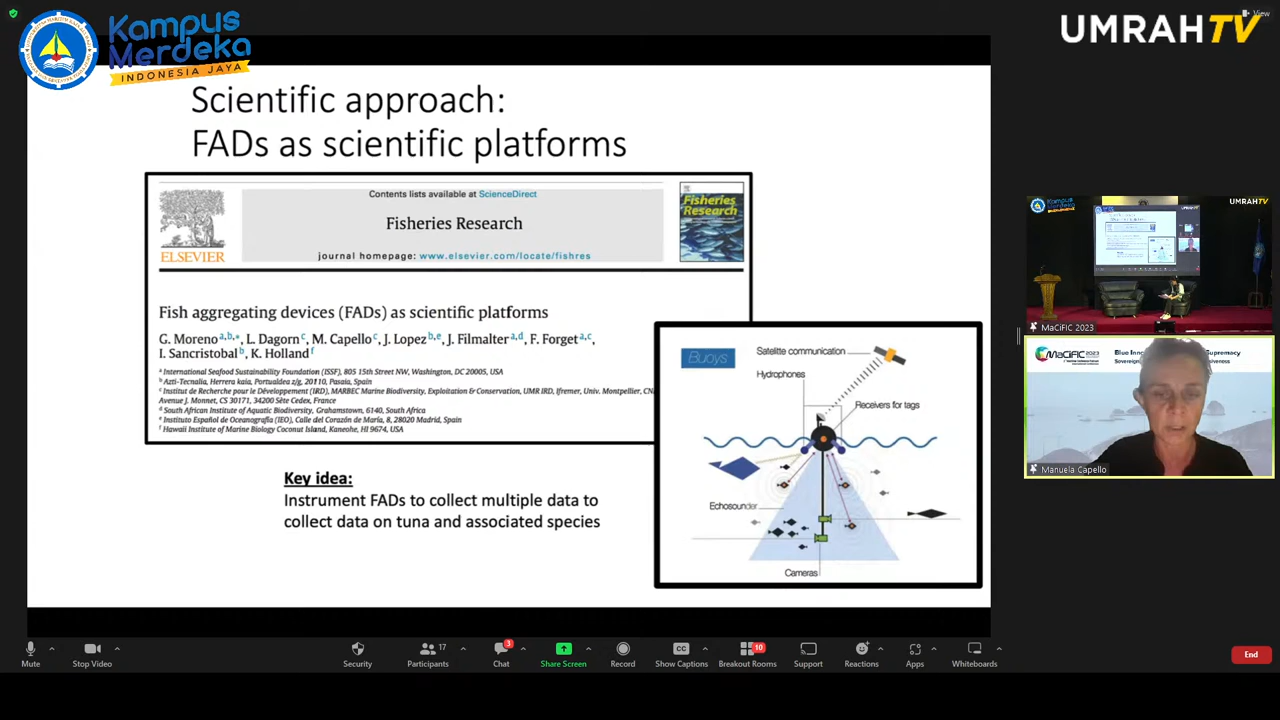 View
Kampus
Merdeka
INDONESIA JAYA
UMRAH TV
Scientific approach:
FADs as scientific platforms
Contents lists available at ScienceDirect
Fisheries Research
journal homepage: www.elsevier.com/locate/fishres
ELSEVIER
Fisheries
Research
Fish aggregating devices (FADs) as scientific platforms
G. Moreno a,b,*, L. Dagorn c, M. Capello c, J. Lopez b,e, J. Filmalter a,d, F. Forget a,c,
I. Sancristobal b, K. Holland f
a International Seafood Sustainability Foundation (ISSF), 805 15th Street NW, Washington, DC 20005, USA
b Azti-Tecnalia, Herrera kaia, Portualdea z/g, 20110, Pasaia, Spain
c Institut de Recherche pour le Développement (IRD), MARBEC Marine Biodiversity, Exploitation & Conservation, UMR IRD, Ifremer, Univ. Montpellier, CN
Avenue J. Monnet, CS 30171, 34200 Sète Cedex, France
d South African Institute of Aquatic Biodiversity, Grahamstown, 6140, South Africa
e Instituto Español de Oceanografía (IEO), Calle del Corazón de María, 8, 28020 Madrid, Spain
f Hawaii Institute of Marine Biology Coconut Island, Kaneohe, HI 9674, USA
Key idea:
Instrument FADs to collect multiple data to
collect data on tuna and associated species
Buoys
Satellite communication
Hydrophones
Receivers for tags
Echosounder
Cameras
UMRAH TV
MaCiFIC 2023
MaCiFIC 2023
Blue Inno
Supremacy
Sovereign
siveness
Manuela Capello
Mute
Stop Video
Security
Participants
17
Chat
3
Share Screen
Record
CC
Show Captions
Breakout Rooms
10
Support
Reactions
Apps
Whiteboards
End